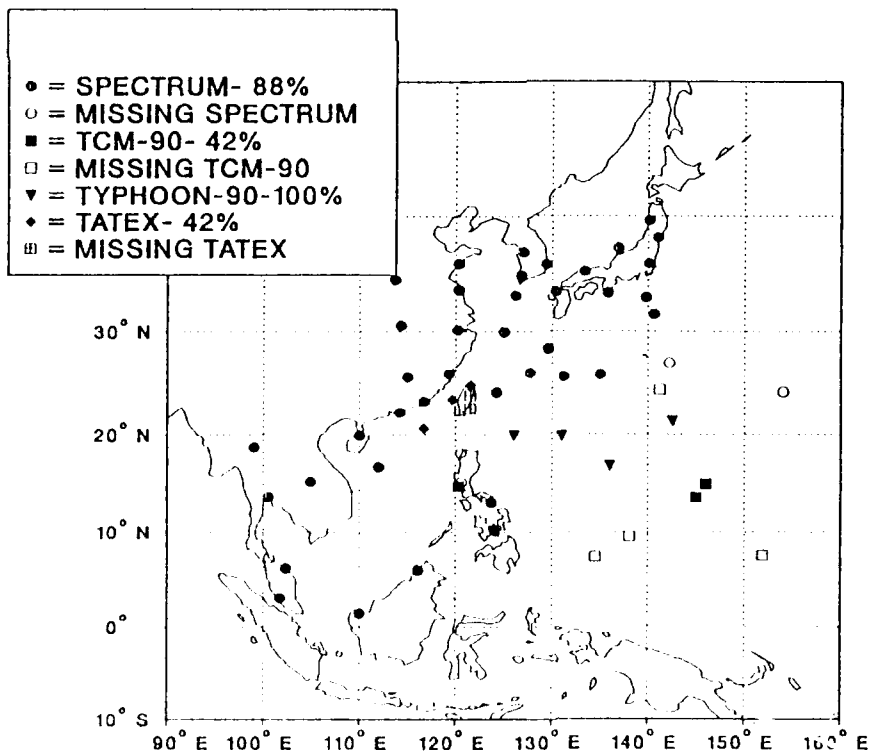 ● = SPECTRUM- 88%
○ = MISSING SPECTRUM
■ = TCM-90- 42%
□ = MISSING TCM-90
▼ = TYPHOON-90-100%
◆ = TATEX- 42%
= MISSING TATEX
30° N
20° N
10° N
0°
10° S
90° E 100° E 110° E 120° E 130° E 140° E 150° E 160° E